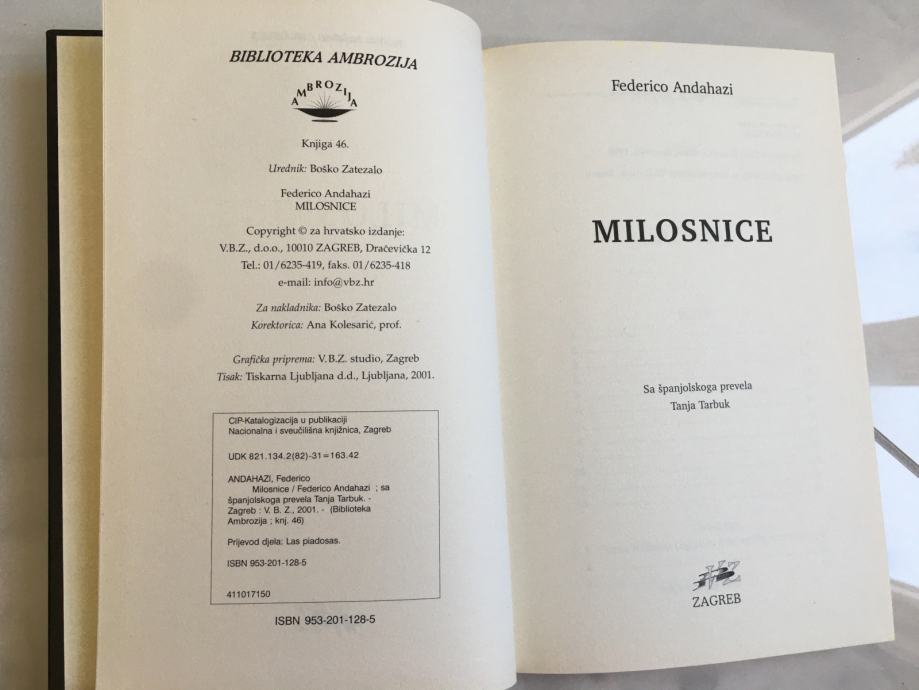 BIBLIOTEKA AMBROZIJA
AMBROZIJA
Knjiga 46.
Urednik: Boško Zatezalo
Federico Andahazi
MILOSNICE
Copyright © za hrvatsko izdanje:
V.B.Z., d.o.o., 10010 ZAGREB, Dračevička 12
Tel.: 01/6235-419, faks. 01/6235-418
e-mail: info@vbz.hr
Za nakladnika: Boško Zatezalo
Korektorica: Ana Kolesarić, prof.
Grafička priprema: V.B.Z. studio, Zagreb
Tisak: Tiskarna Ljubljana d.d., Ljubljana, 2001.
CIP-Katalogizacija u publikaciji
Nacionalna i sveučilišna knjižnica, Zagreb
UDK 821.134.2(82)-31=163.42
ANDAHAZI, Federico
Milosnice / Federico Andahazi ; sa
španjolskoga prevela Tanja Tarbuk. -
Zagreb : V. B. Z., 2001. - (Biblioteka
Ambrozija ; knj. 46)
Prijevod djela: Las piadosas.
ISBN 953-201-128-5
411017150
ISBN 953-201-128-5
Federico Andahazi
MILOSNICE
Sa španjolskoga prevela
Tanja Tarbuk
VBZ
ZAGREB